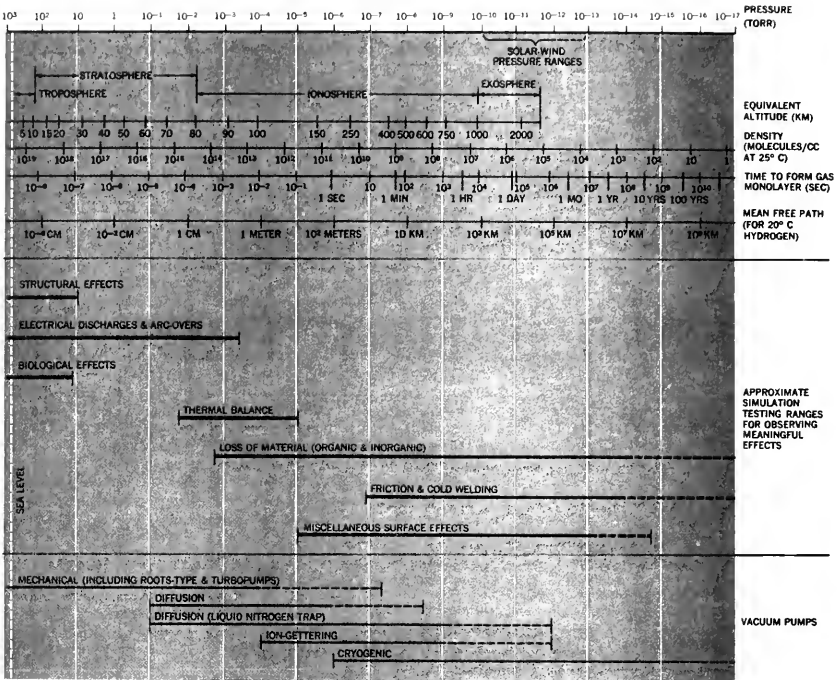 PRESSURE
(TORR)
10³ 10² 10 1 10⁻¹ 10⁻² 10⁻³ 10⁻⁴ 10⁻⁵ 10⁻⁶ 10⁻⁷ 10⁻⁸ 10⁻⁹ 10⁻¹⁰ 10⁻¹¹ 10⁻¹² 10⁻¹³ 10⁻¹⁴ 10⁻¹⁵ 10⁻¹⁶ 10⁻¹⁷
SOLAR-WIND
PRESSURE RANGES
STRATOSPHERE
TROPOSPHERE
IONOSPHERE
EXOSPHERE
EQUIVALENT
ALTITUDE (KM)
5 10 15 20 30 40 50 60 70 80 90 100 150 250 400 500 600 750 1000 2000
DENSITY
(MOLECULES/CC
AT 25° C)
10¹⁹ 10¹⁸ 10¹⁷ 10¹⁶ 10¹⁵ 10¹⁴ 10¹³ 10¹² 10¹¹ 10¹⁰ 10⁹ 10⁸ 10⁷ 10⁶ 10⁵ 10⁴ 10³ 10² 10 1
TIME TO FORM GAS
MONOLAYER (SEC)
10⁻⁷ 10⁻⁴ 10⁻³ 10⁻² 10⁻¹ 10 10² 10³ 10⁴ 10⁵ 10⁶ 10⁷ 10⁸ 10⁹ 10¹⁰
1 SEC 1 MIN 1 HR 1 DAY 1 MO 1 YR 10 YRS 100 YRS
MEAN FREE PATH
(FOR 20° C
HYDROGEN)
10⁻² CM 1 CM 1 METER 10² METERS 10 KM 10³ KM 10⁵ KM 10⁷ KM 10⁹ KM
STRUCTURAL EFFECTS
ELECTRICAL DISCHARGES & ARC-OVERS
BIOLOGICAL EFFECTS
THERMAL BALANCE
LOSS OF MATERIAL (ORGANIC & INORGANIC)
FRICTION & COLD WELDING
MISCELLANEOUS SURFACE EFFECTS
SEA LEVEL
APPROXIMATE
SIMULATION
TESTING RANGES
FOR OBSERVING
MEANINGFUL
EFFECTS
MECHANICAL (INCLUDING ROOTS-TYPE & TURBOPUMPS)
DIFFUSION
DIFFUSION (LIQUID NITROGEN TRAP)
ION-GETTERING
CRYOGENIC
VACUUM PUMPS